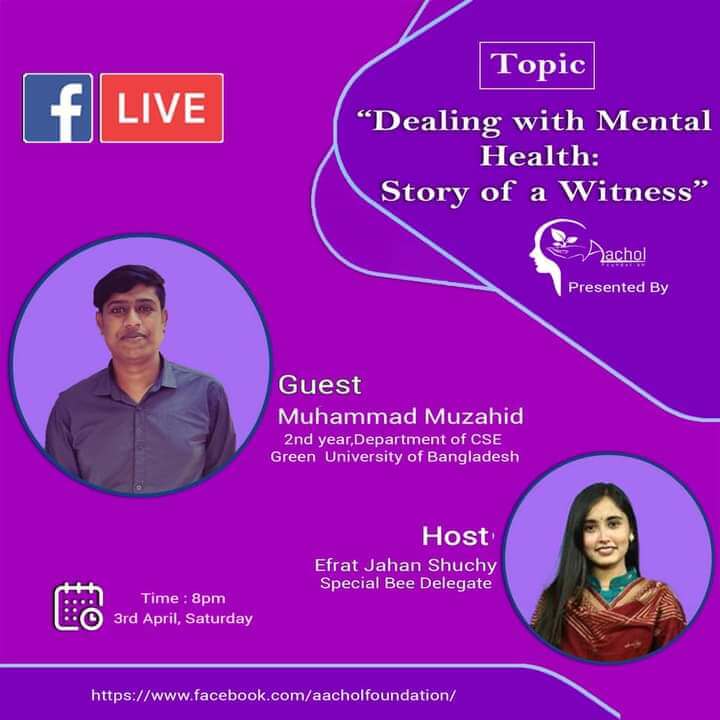 f LIVE
Topic
“Dealing with Mental
Health:
Story of a Witness”
Aachol
Foundation
Presented By
Guest
Muhammad Muzahid
2nd year,Department of CSE
Green University of Bangladesh
Host
Efrat Jahan Shuchy
Special Bee Delegate
Time : 8pm
3rd April, Saturday
https://www.facebook.com/aacholfoundation/